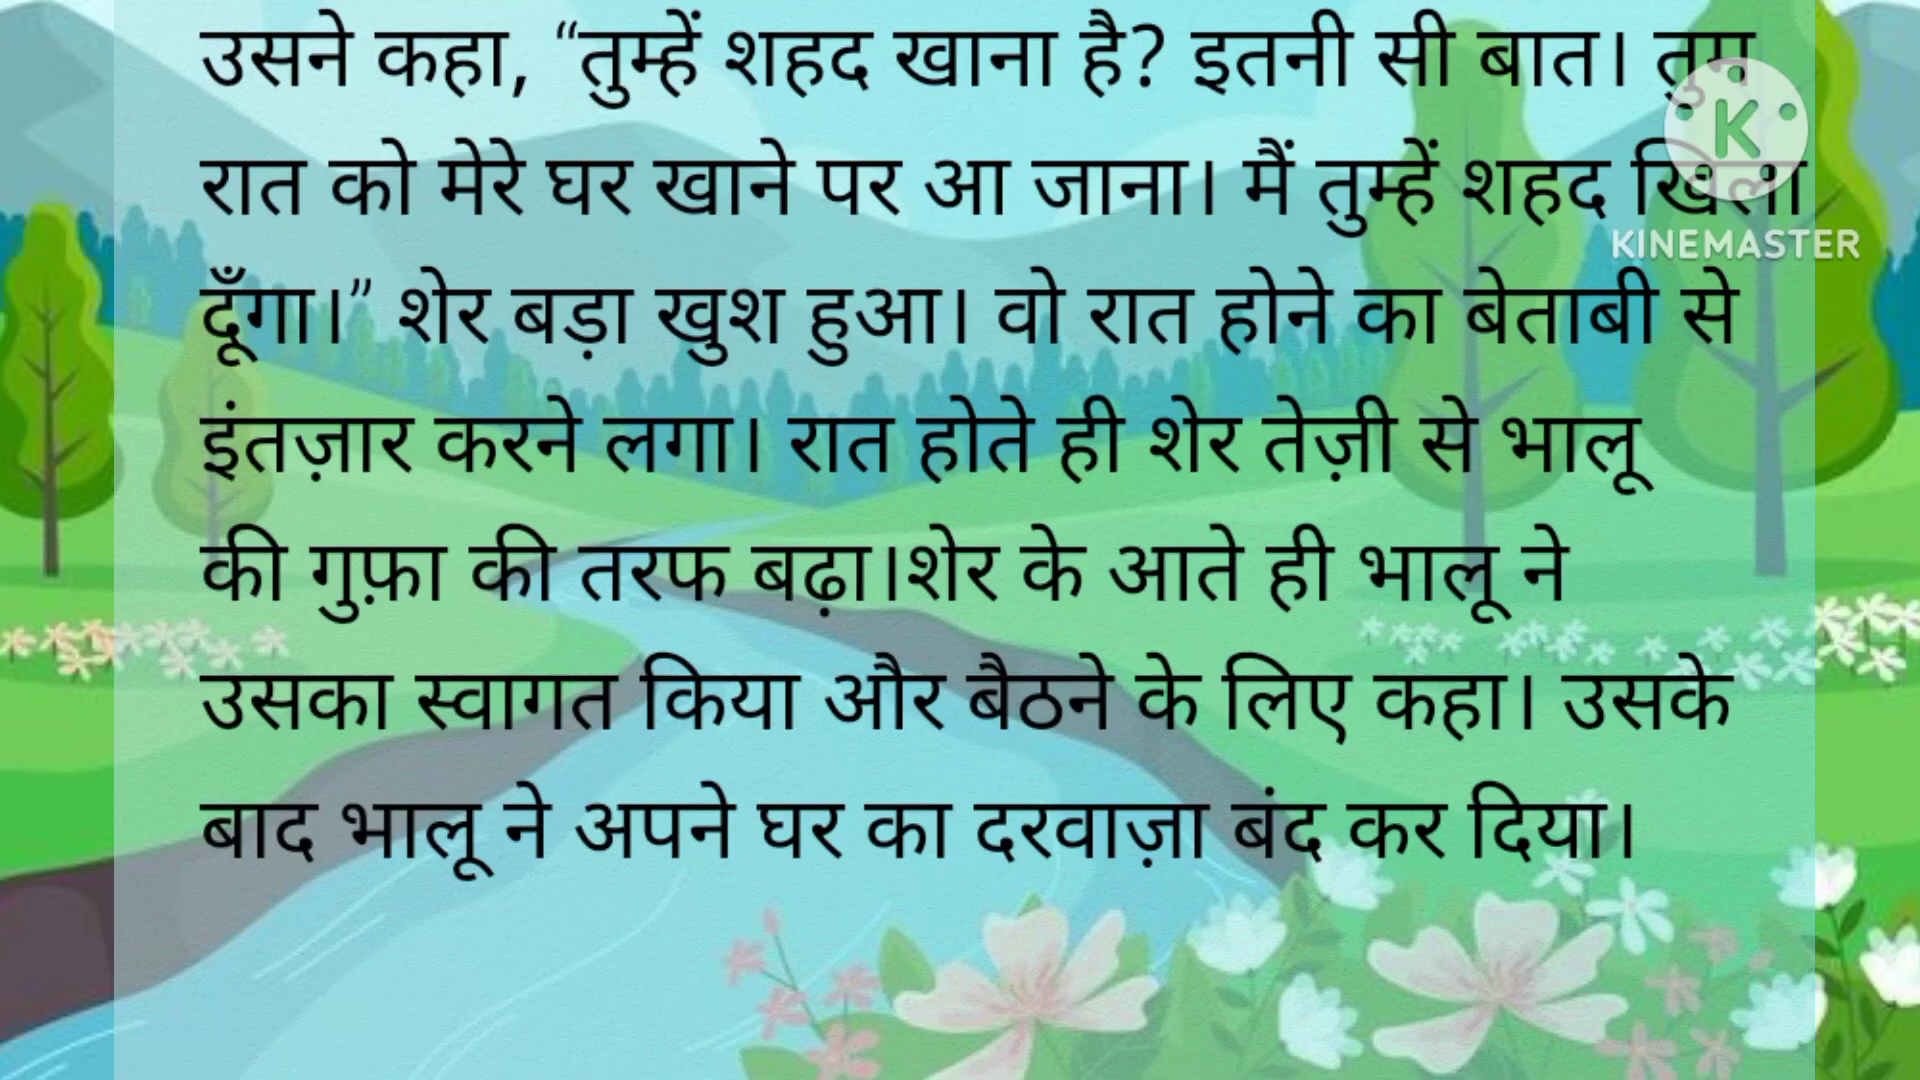 उसने कहा, “तुम्हें शहद खाना है? इतनी सी बात। तुम
रात को मेरे घर खाने पर आ जाना। मैं तुम्हें शहद खिला
दूँगा।” शेर बड़ा खुश हुआ। वो रात होने का बेताबी से
इंतज़ार करने लगा। रात होते ही शेर तेज़ी से भालू
की गुफ़ा की तरफ बढ़ा।शेर के आते ही भालू ने
उसका स्वागत किया और बैठने के लिए कहा। उसके
बाद भालू ने अपने घर का दरवाज़ा बंद कर दिया।
K
KINEMASTER